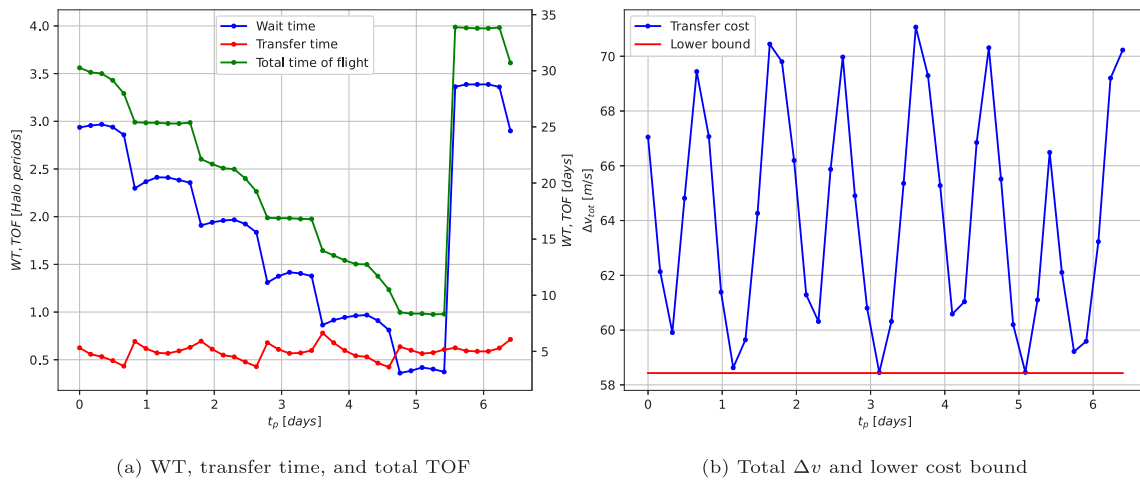 Wait time
Transfer time
Total time of flight
4.0
3.5
3.0
2.5
2.0
1.5
1.0
0.5
WT, TOF [Halo periods]
35
30
25
20
15
10
5
WT, TOF [days]
0 1 2 3 4 5 6
t_p [days]
(a) WT, transfer time, and total TOF
Transfer cost
Lower bound
70
68
66
64
62
60
58
Δv_tot [m/s]
0 1 2 3 4 5 6
t_p [days]
(b) Total Δv and lower cost bound